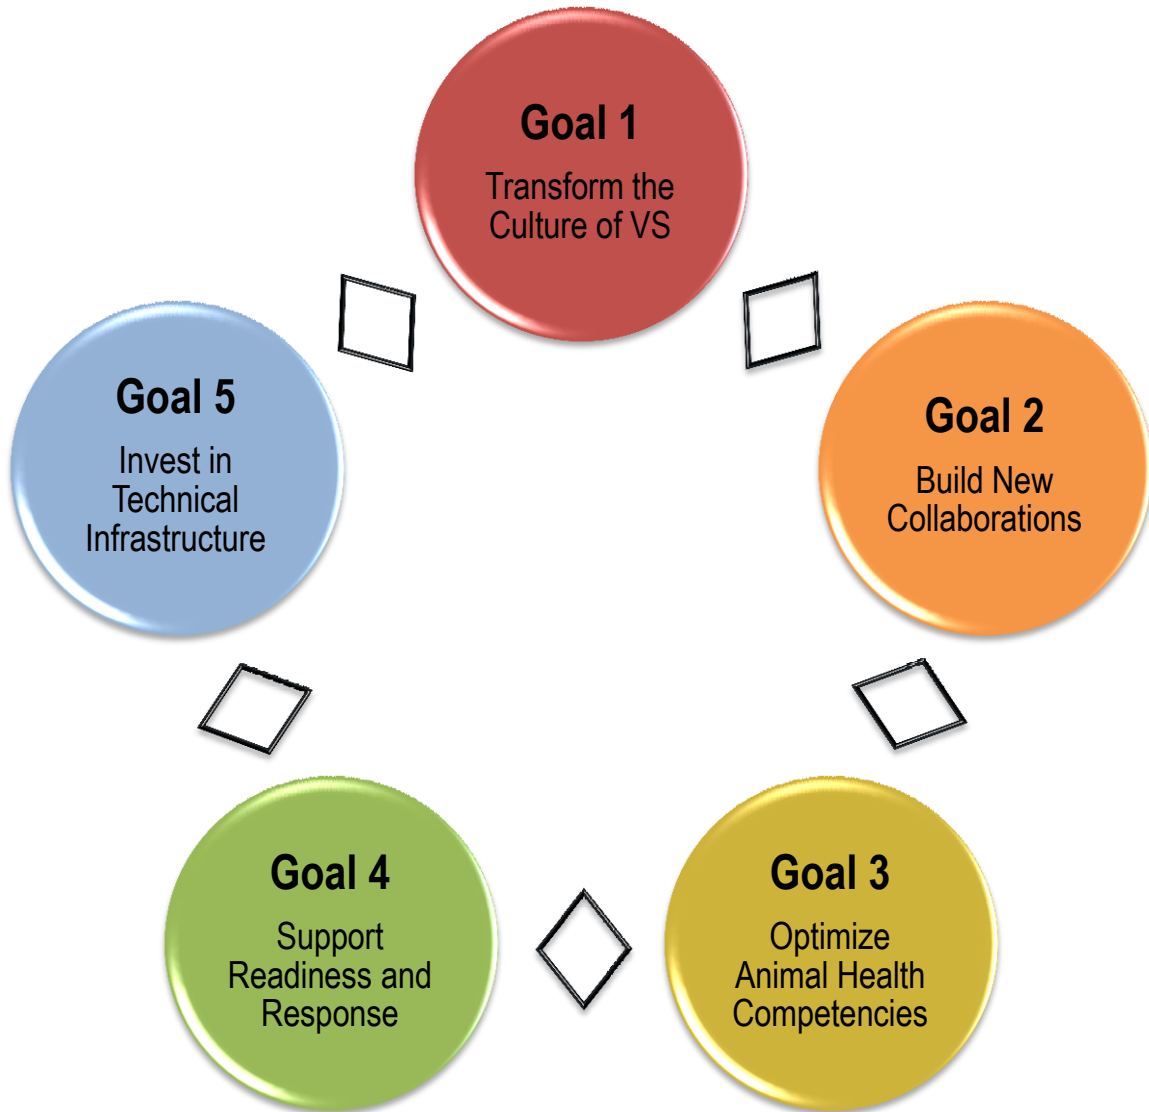 Goal 1
Transform the
Culture of VS
Goal 2
Build New
Collaborations
Goal 3
Optimize
Animal Health
Competencies
Goal 4
Support
Readiness and
Response
Goal 5
Invest in
Technical
Infrastructure